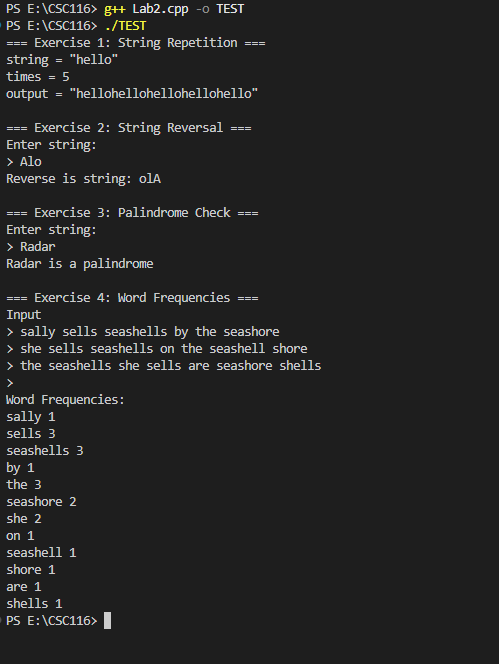 PS E:\CSC116> g++ Lab2.cpp -o TEST
PS E:\CSC116> ./TEST
=== Exercise 1: String Repetition ===
string = "hello"
times = 5
output = "hellohellohellohellohello"

=== Exercise 2: String Reversal ===
Enter string:
> Alo
Reverse is string: olA

=== Exercise 3: Palindrome Check ===
Enter string:
> Radar
Radar is a palindrome

=== Exercise 4: Word Frequencies ===
Input
> sally sells seashells by the seashore
> she sells seashells on the seashell shore
> the seashells she sells are seashore shells
>
Word Frequencies:
sally 1
sells 3
seashells 3
by 1
the 3
seashore 2
she 2
on 1
seashell 1
shore 1
are 1
shells 1
PS E:\CSC116>